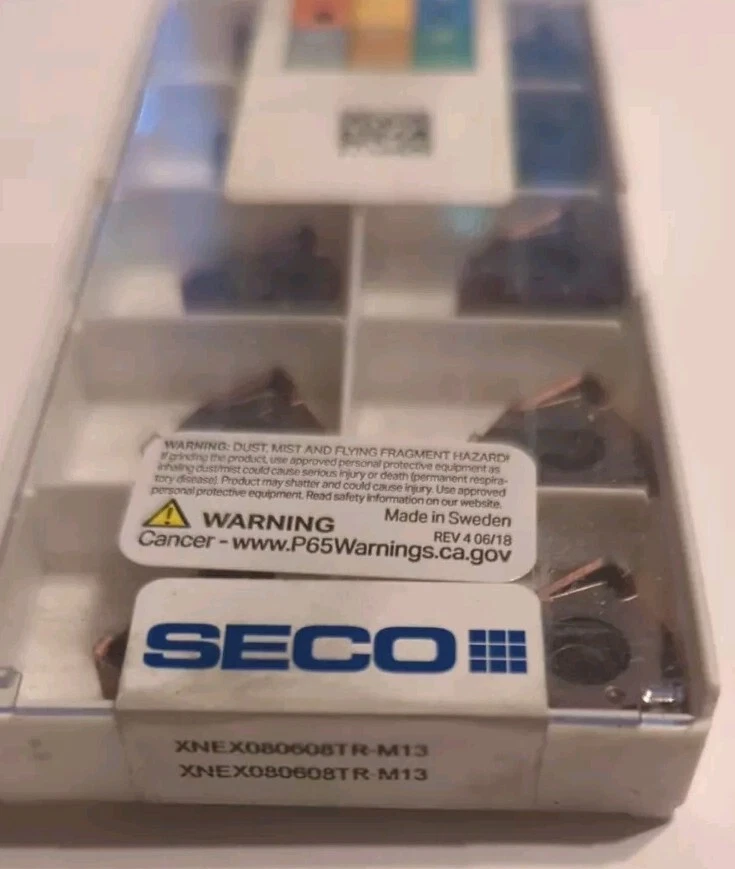 WARNING: DUST, MIST AND FLYING FRAGMENT HAZARD!
If grinding the product, use approved personal protective equipment as
inhaling dust/mist could cause serious injury or death (permanent respira-
tory disease). Product may shatter and could cause injury. Use approved
personal protective equipment. Read safety information on our website.
WARNING Made in Sweden
REV 4 06/18
Cancer - www.P65Warnings.ca.gov
SECO
XNEX080608TR-M13
XNEX080608TR-M13